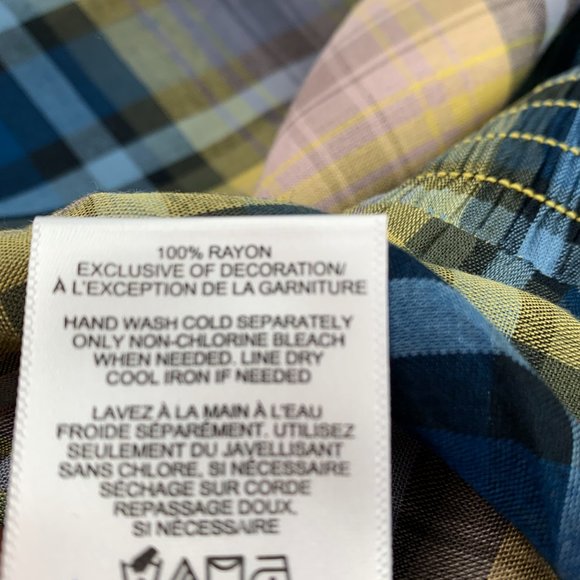 100% RAYON
EXCLUSIVE OF DECORATION/
À L'EXCEPTION DE LA GARNITURE
HAND WASH COLD SEPARATELY
ONLY NON-CHLORINE BLEACH
WHEN NEEDED. LINE DRY
COOL IRON IF NEEDED
LAVEZ À LA MAIN À L'EAU
FROIDE SÉPARÉMENT. UTILISEZ
SEULEMENT DU JAVELLISANT
SANS CHLORE, SI NÉCESSAIRE
SÉCHAGE SUR CORDE
REPASSAGE DOUX,
SI NÉCESSAIRE